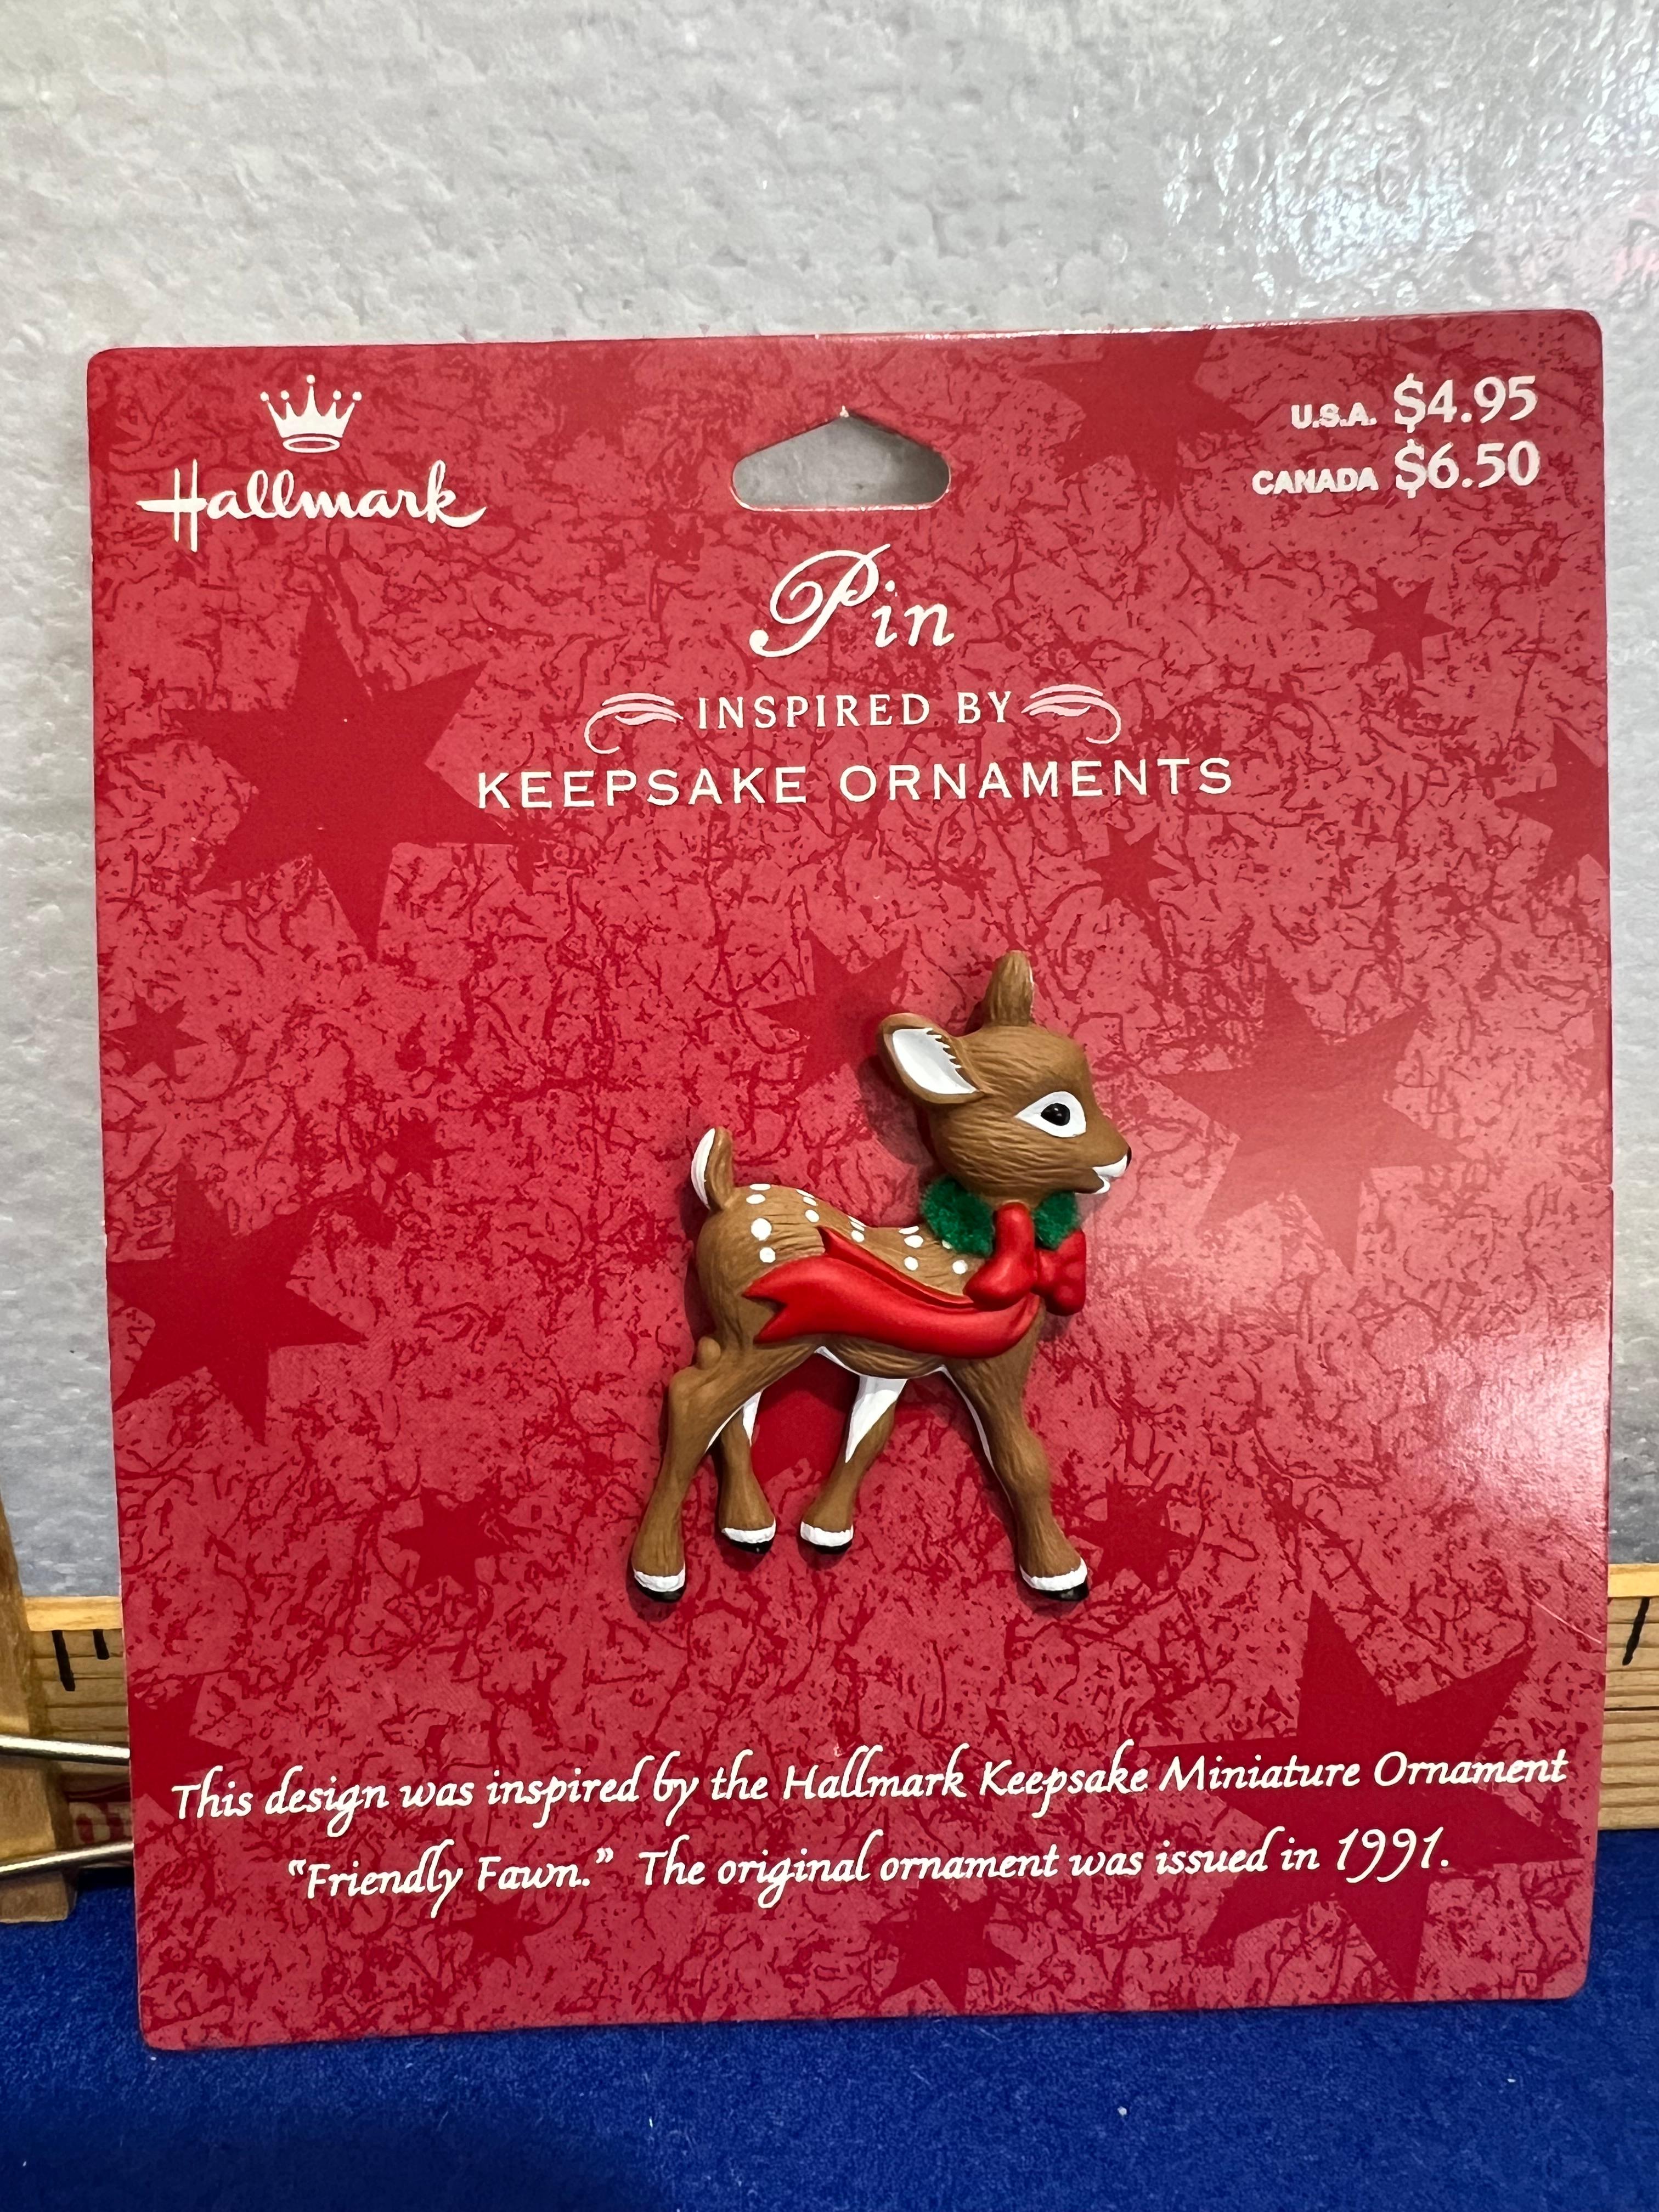 Hallmark
U.S.A. $4.95
CANADA $6.50
Pin
INSPIRED BY
KEEPSAKE ORNAMENTS
This design was inspired by the Hallmark Keepsake Miniature Ornament
“Friendly Fawn.” The original ornament was issued in 1991.